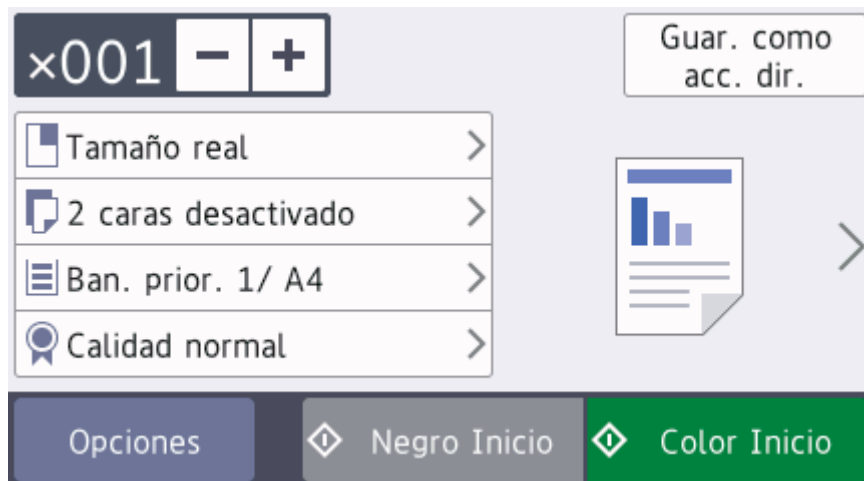 ×001 − +
Guar. como
acc. dir.
Tamaño real
2 caras desactivado
Ban. prior. 1/ A4
Calidad normal
Opciones
Negro Inicio
Color Inicio